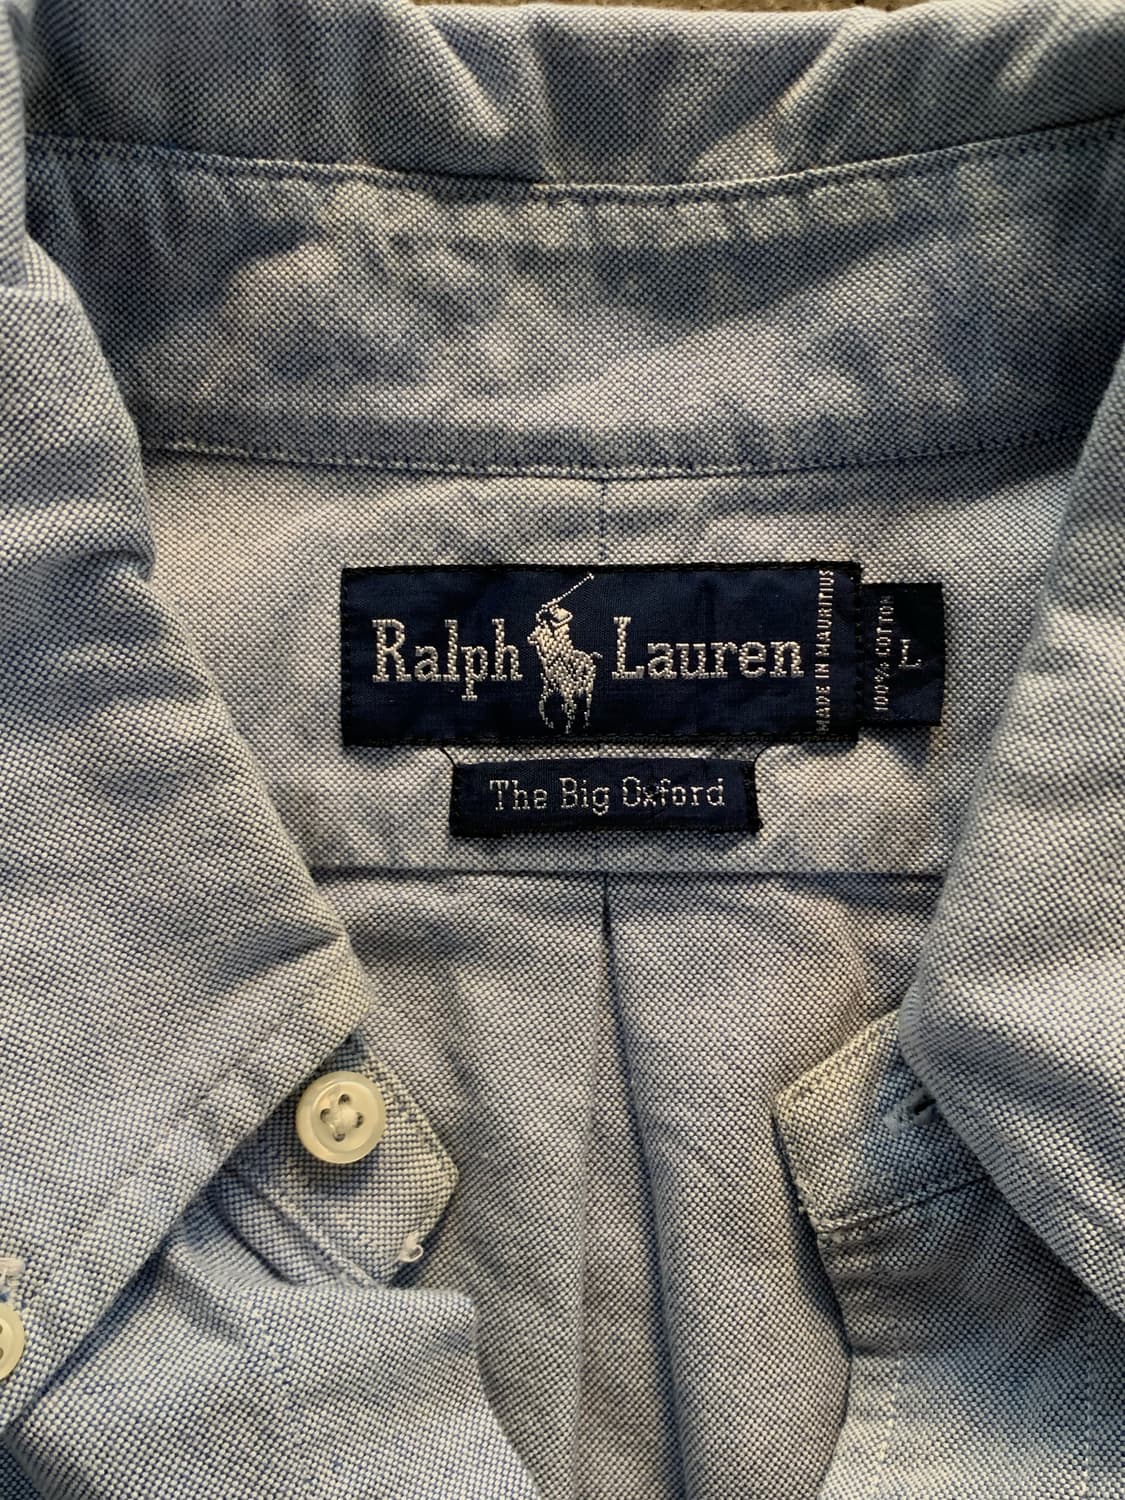 Ralph Lauren
MADE IN MAURITIUS
100% COTTON
L
The Big Oxford